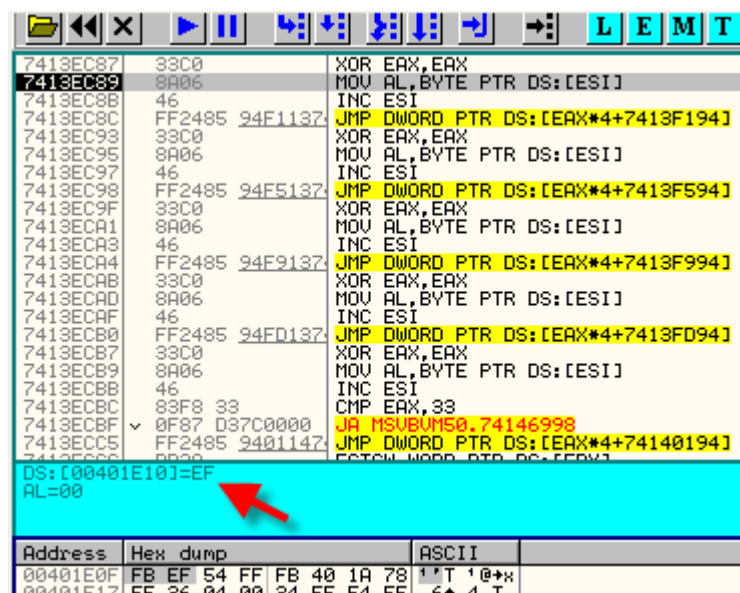 L E M T
7413EC87 33C0 XOR EAX,EAX
7413EC89 8A06 MOV AL,BYTE PTR DS:[ESI]
7413EC8B 46 INC ESI
7413EC8C FF2485 94F11374 JMP DWORD PTR DS:[EAX*4+7413F194]
7413EC93 33C0 XOR EAX,EAX
7413EC95 8A06 MOV AL,BYTE PTR DS:[ESI]
7413EC97 46 INC ESI
7413EC98 FF2485 94F51374 JMP DWORD PTR DS:[EAX*4+7413F594]
7413EC9F 33C0 XOR EAX,EAX
7413ECA1 8A06 MOV AL,BYTE PTR DS:[ESI]
7413ECA3 46 INC ESI
7413ECA4 FF2485 94F91374 JMP DWORD PTR DS:[EAX*4+7413F994]
7413ECAB 33C0 XOR EAX,EAX
7413ECAD 8A06 MOV AL,BYTE PTR DS:[ESI]
7413ECAF 46 INC ESI
7413ECB0 FF2485 94FD1374 JMP DWORD PTR DS:[EAX*4+7413FD94]
7413ECB7 33C0 XOR EAX,EAX
7413ECB9 8A06 MOV AL,BYTE PTR DS:[ESI]
7413ECBB 46 INC ESI
7413ECBC 83F8 33 CMP EAX,33
7413ECBF 0F87 D37C0000 JA MSVBVM50.74146998
7413ECC5 FF2485 94011474 JMP DWORD PTR DS:[EAX*4+74140194]
DS:[00401E10]=EF
AL=00
Address Hex dump ASCII
00401E0F FB EF 54 FF FB 40 1A 78